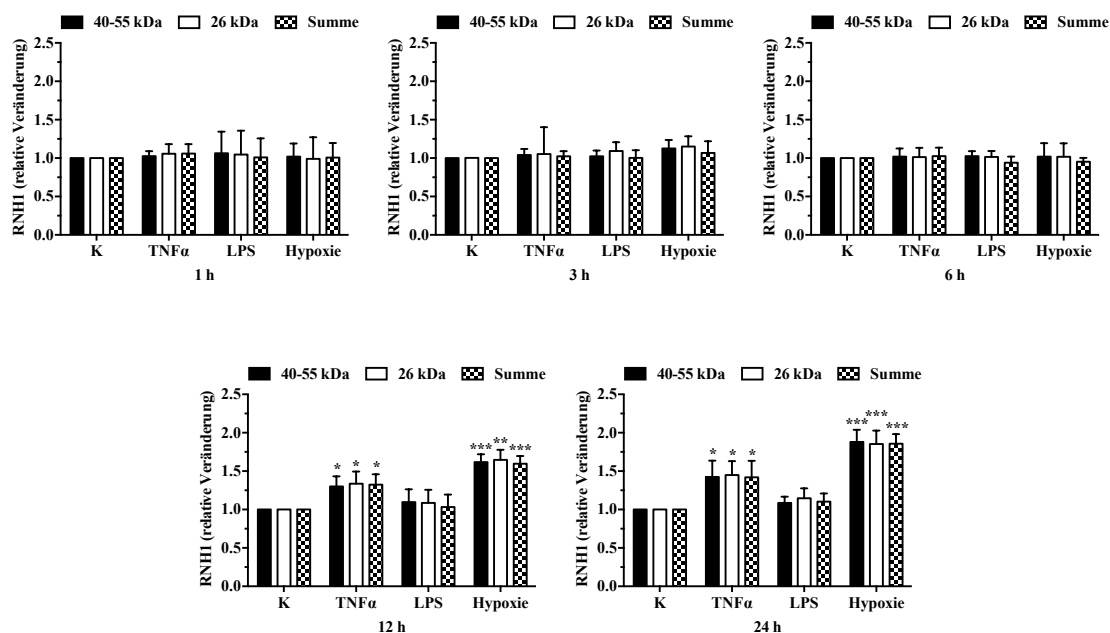 40-55 kDa 26 kDa Summe
RNH1 (relative Veränderung)
2.5
2.0
1.5
1.0
0.5
0.0
K TNFα LPS Hypoxie
1 h
40-55 kDa 26 kDa Summe
RNH1 (relative Veränderung)
2.5
2.0
1.5
1.0
0.5
0.0
K TNFα LPS Hypoxie
3 h
40-55 kDa 26 kDa Summe
RNH1 (relative Veränderung)
2.5
2.0
1.5
1.0
0.5
0.0
K TNFα LPS Hypoxie
6 h
40-55 kDa 26 kDa Summe
RNH1 (relative Veränderung)
2.5
2.0
1.5
1.0
0.5
0.0
* * * *** ** ***
K TNFα LPS Hypoxie
12 h
40-55 kDa 26 kDa Summe
RNH1 (relative Veränderung)
2.5
2.0
1.5
1.0
0.5
0.0
* * * *** *** ***
K TNFα LPS Hypoxie
24 h